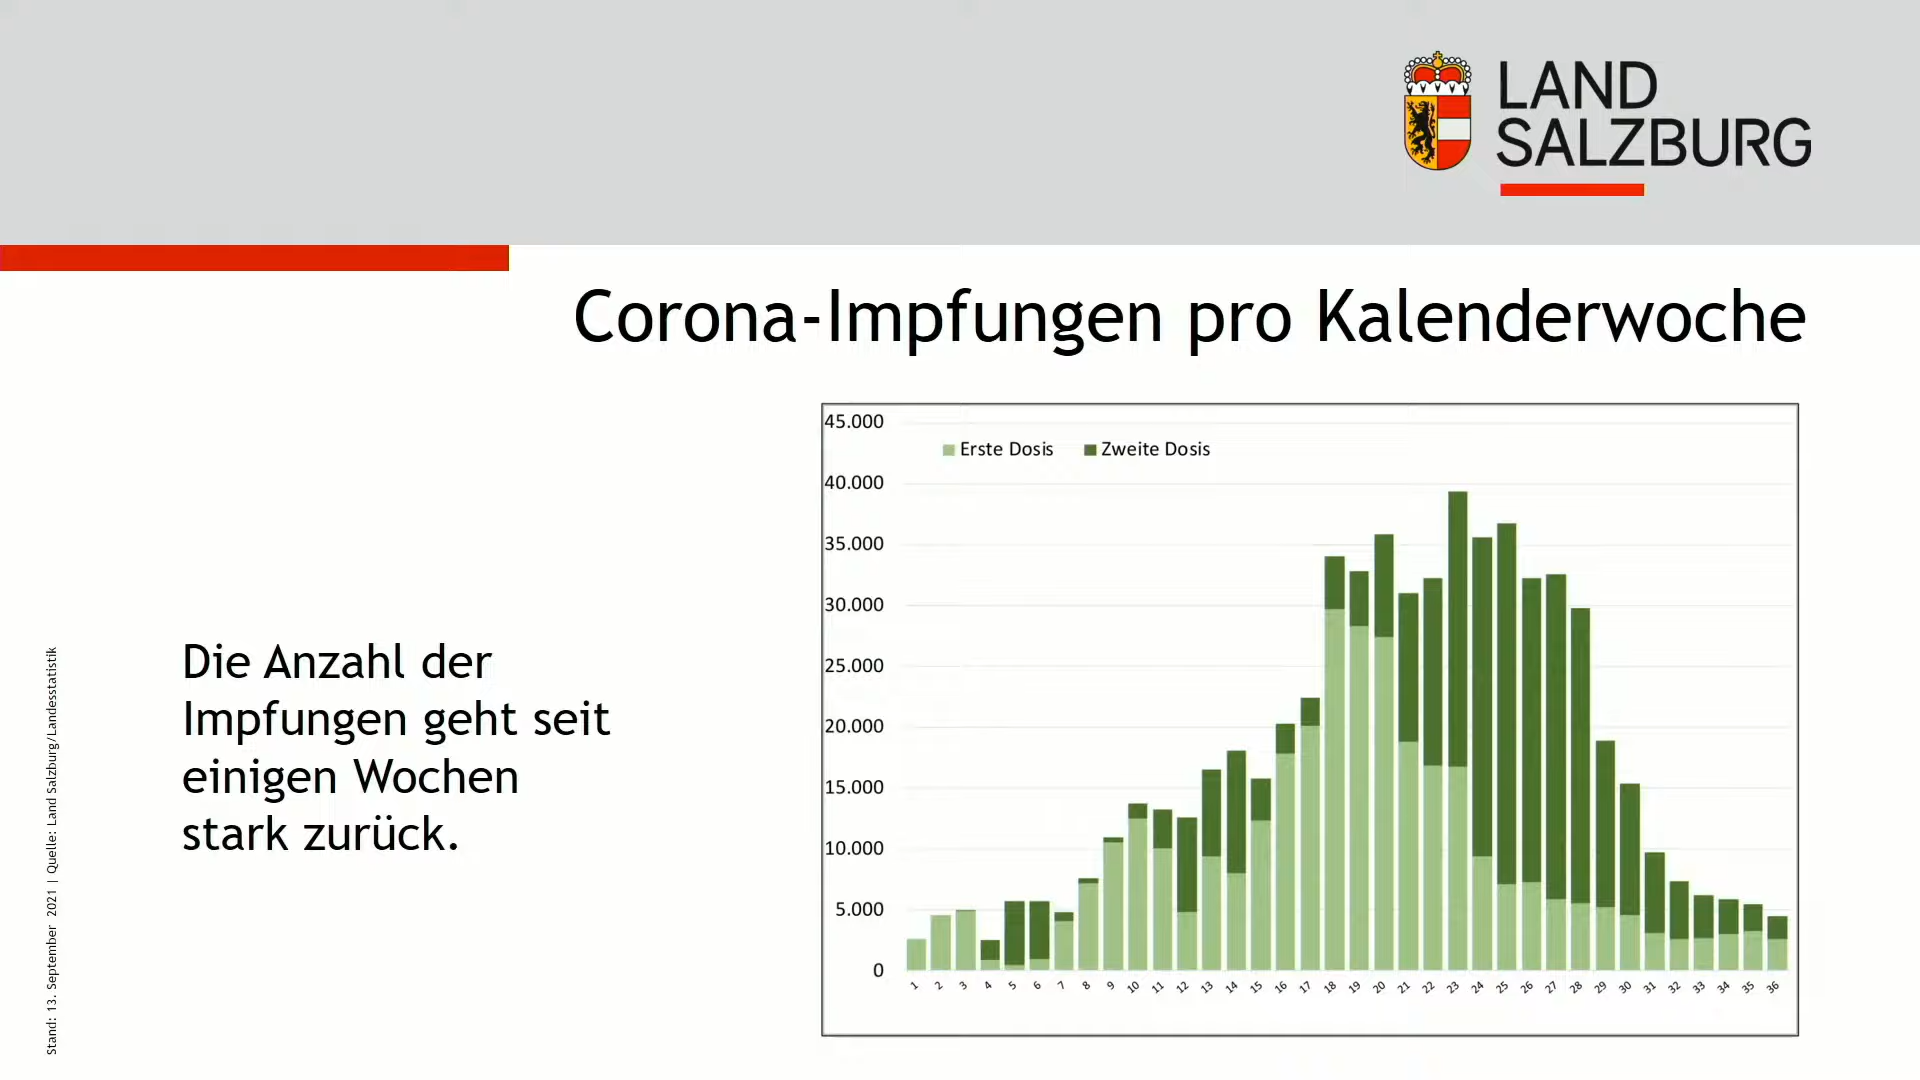 LAND
SALZBURG
Corona-Impfungen pro Kalenderwoche
Die Anzahl der
Impfungen geht seit
einigen Wochen
stark zurück.
Stand: 13. September 2021 | Quelle: Land Salzburg/Landesstatistik
Erste Dosis Zweite Dosis
45.000
40.000
35.000
30.000
25.000
20.000
15.000
10.000
5.000
0
1 2 3 4 5 6 7 8 9 10 11 12 13 14 15 16 17 18 19 20 21 22 23 24 25 26 27 28 29 30 31 32 33 34 35 36